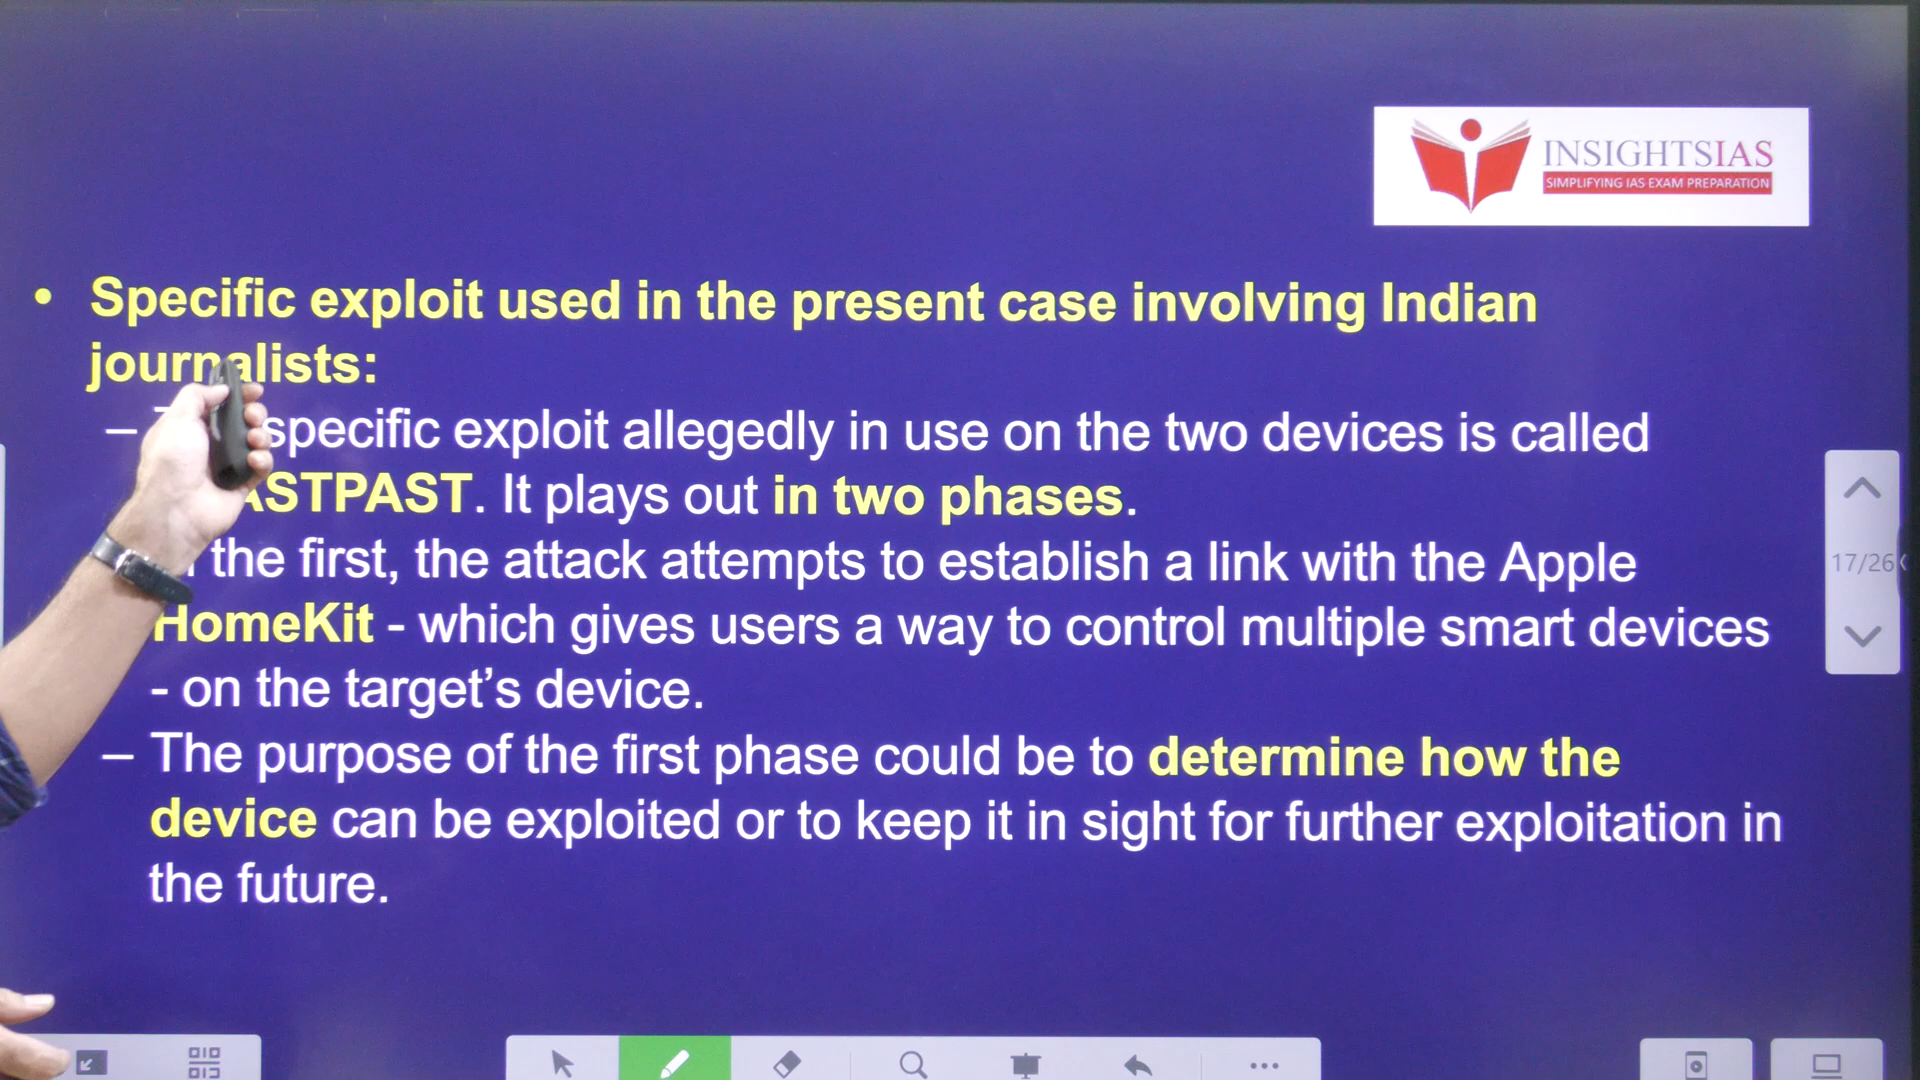 INSIGHTSIAS
SIMPLIFYING IAS EXAM PREPARATION
• Specific exploit used in the present case involving Indian
journalists:
– specific exploit allegedly in use on the two devices is called
ASTPAST. It plays out in two phases.
the first, the attack attempts to establish a link with the Apple
HomeKit - which gives users a way to control multiple smart devices
- on the target’s device.
– The purpose of the first phase could be to determine how the
device can be exploited or to keep it in sight for further exploitation in
the future.
17/26